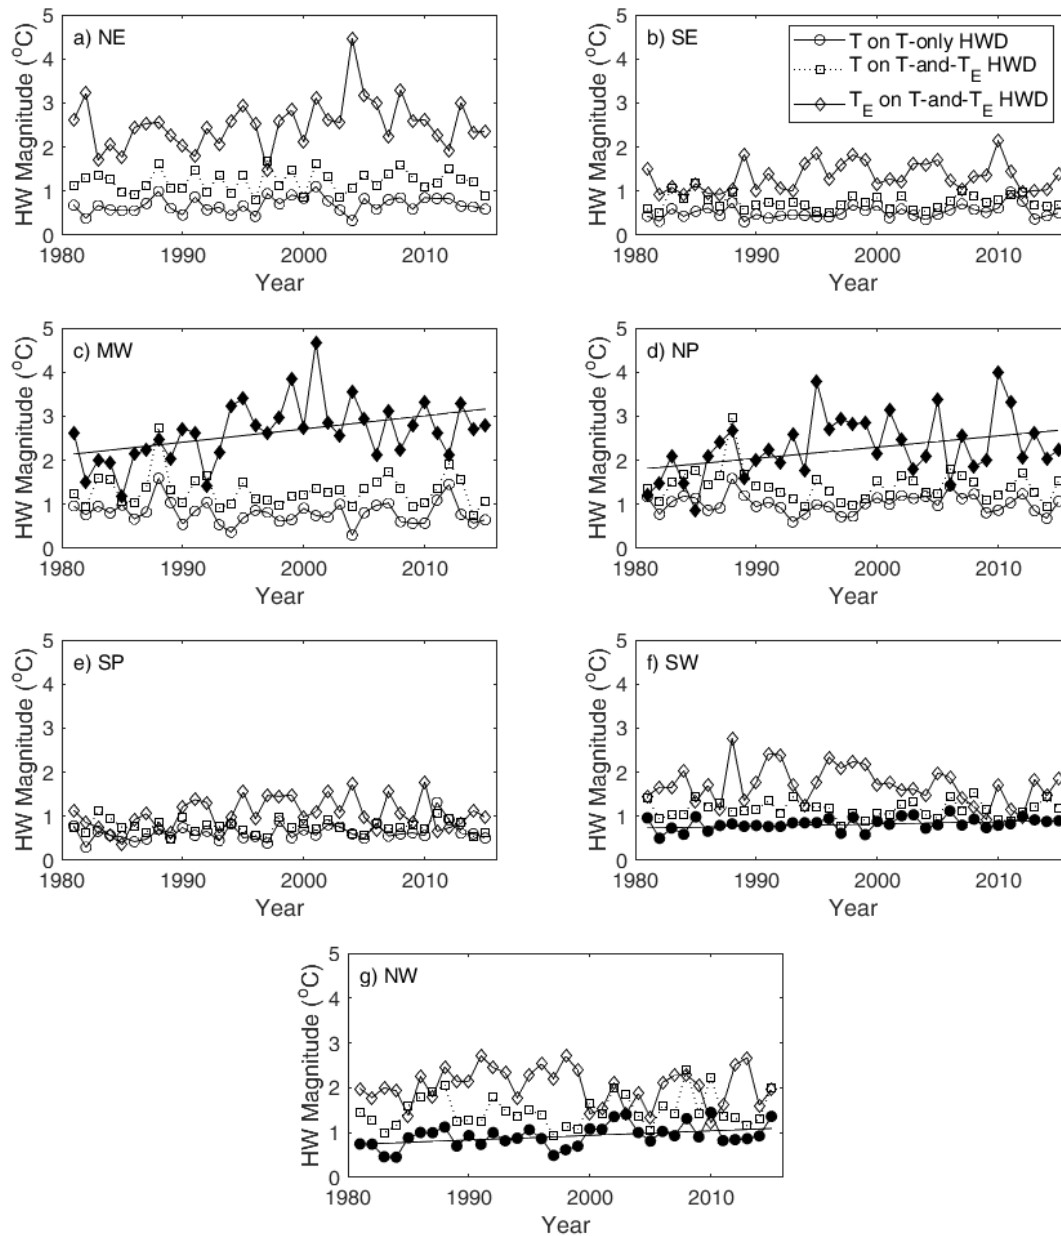 a) NE
HW Magnitude (°C)
5
4
3
2
1
0
1980
1990
2000
2010
Year
b) SE
T on T-only HWD
T on T-and-T_E HWD
T_E on T-and-T_E HWD
HW Magnitude (°C)
5
4
3
2
1
0
1980
1990
2000
2010
Year
c) MW
HW Magnitude (°C)
5
4
3
2
1
0
1980
1990
2000
2010
Year
d) NP
HW Magnitude (°C)
5
4
3
2
1
0
1980
1990
2000
2010
Year
e) SP
HW Magnitude (°C)
5
4
3
2
1
0
1980
1990
2000
2010
Year
f) SW
HW Magnitude (°C)
5
4
3
2
1
0
1980
1990
2000
2010
Year
g) NW
HW Magnitude (°C)
5
4
3
2
1
0
1980
1990
2000
2010
Year